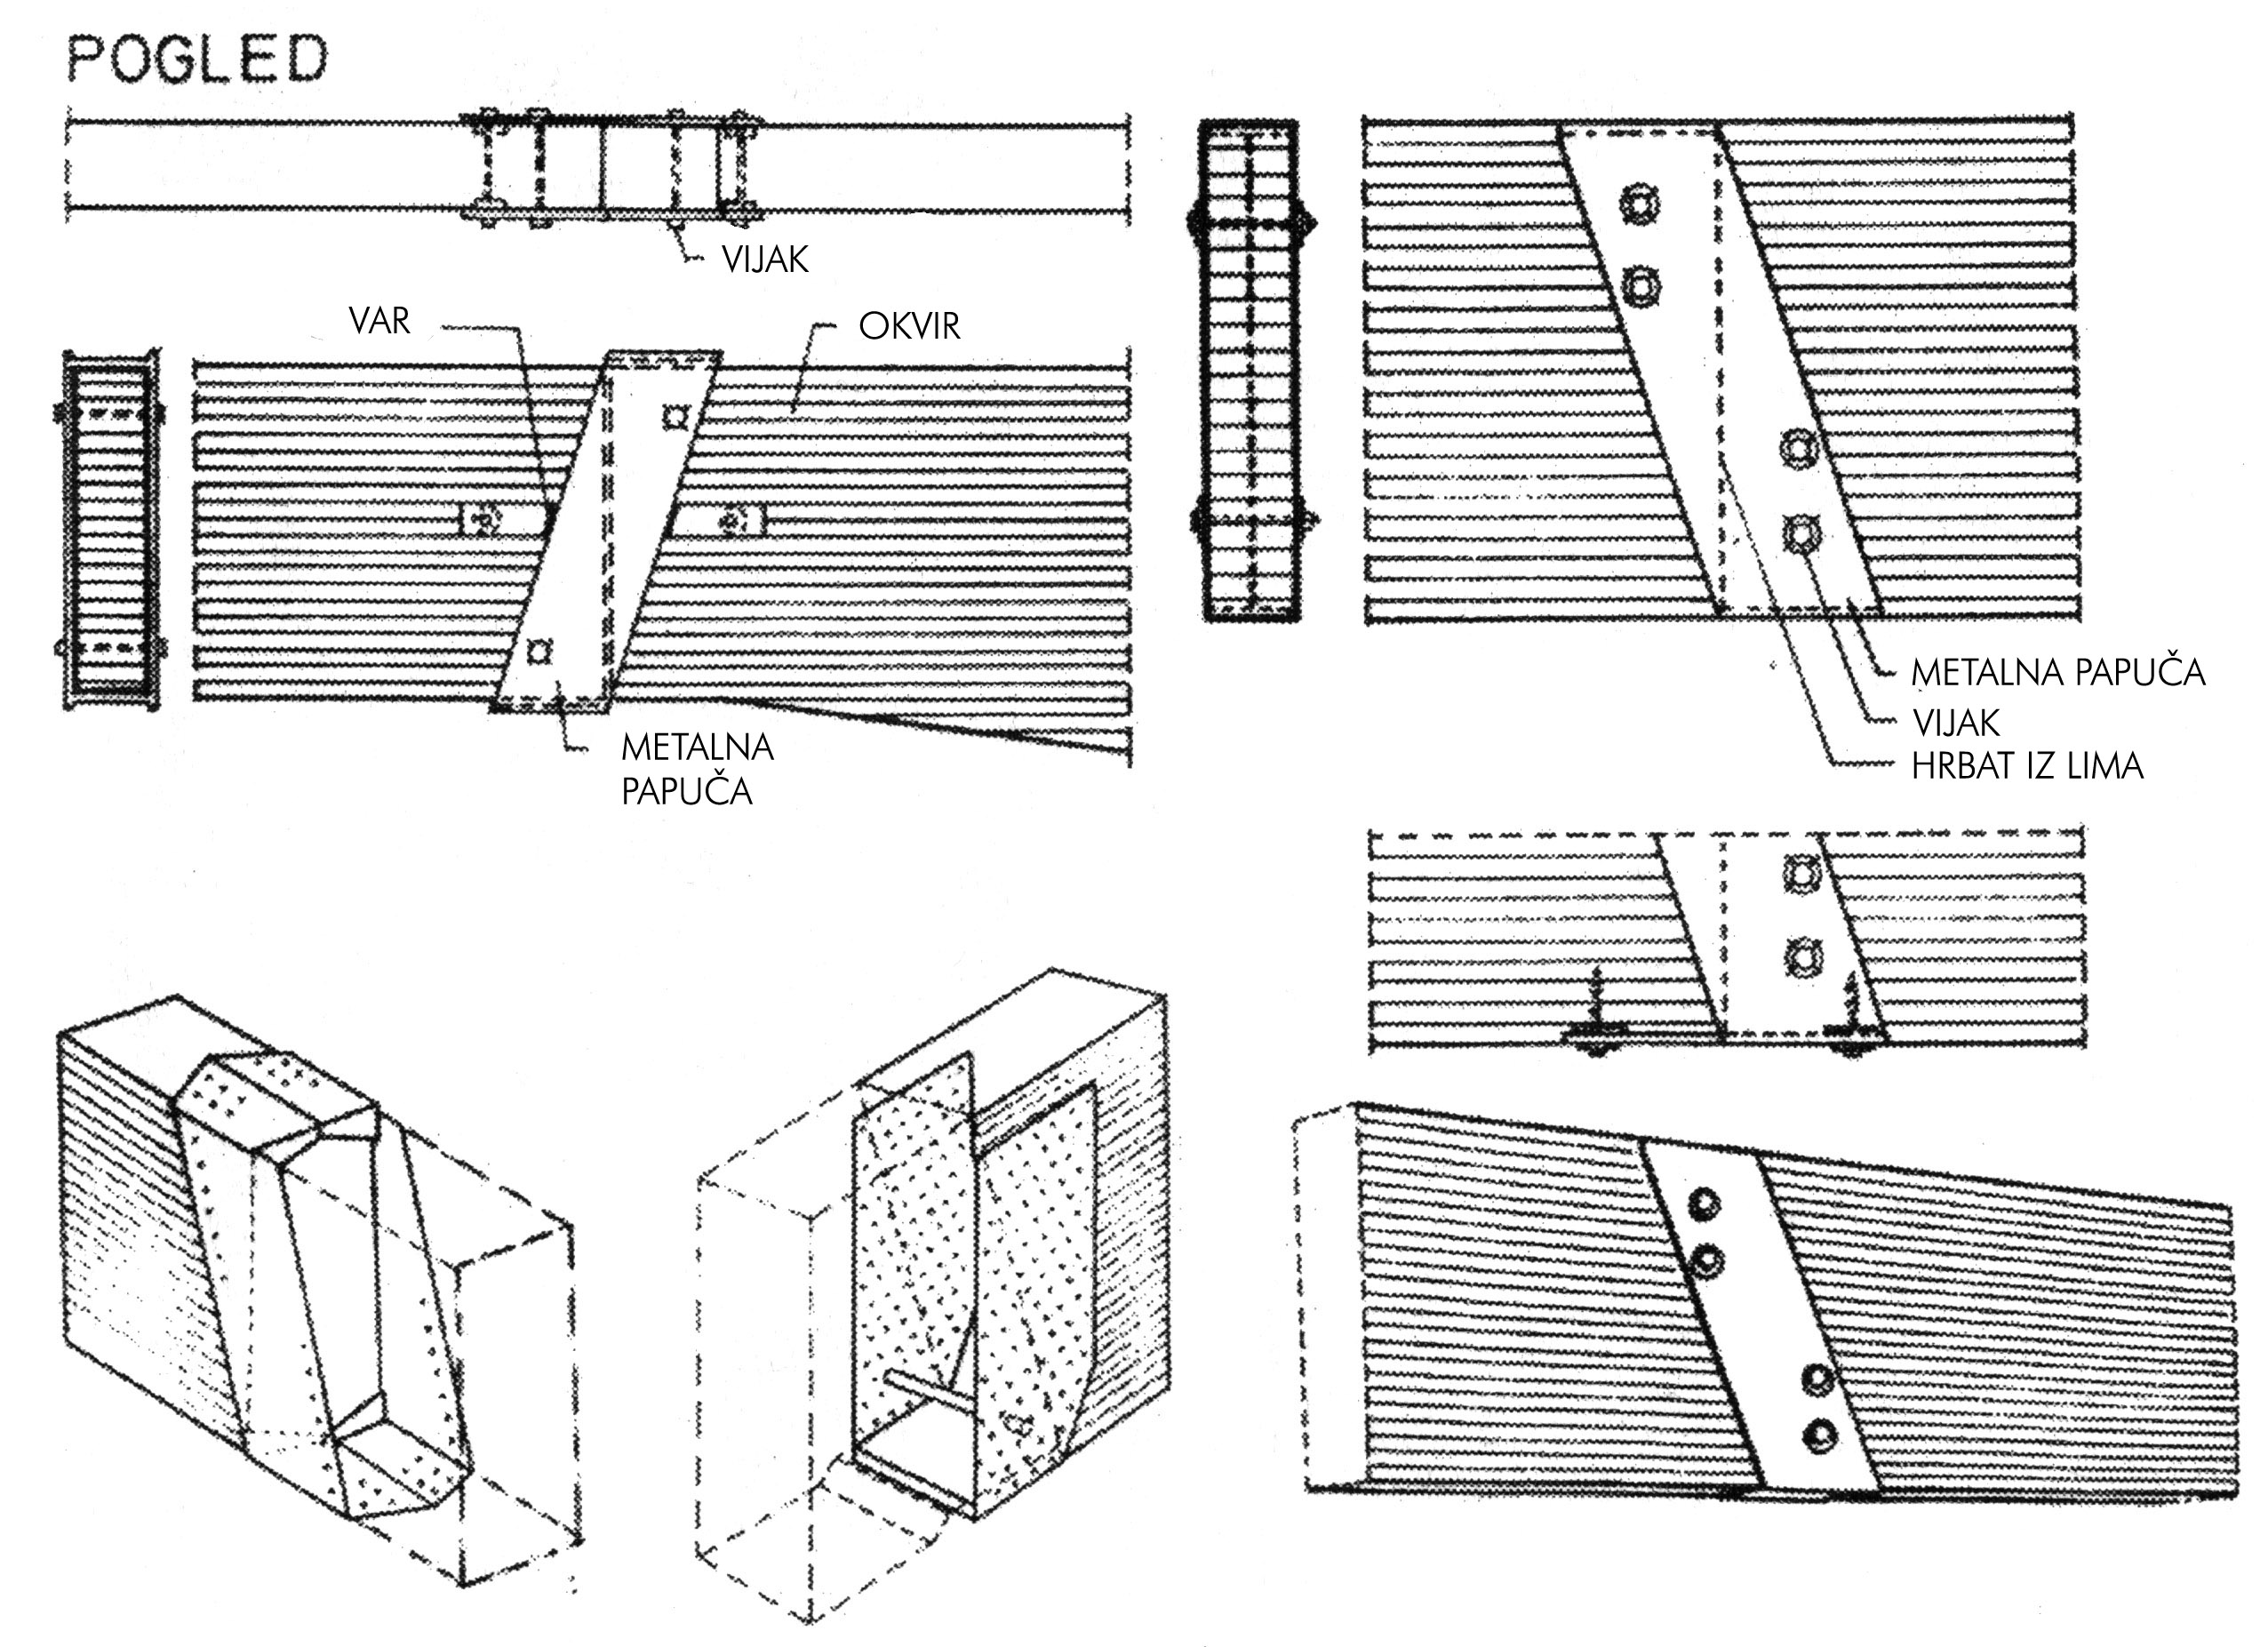 POGLED
VIJAK
VAR
OKVIR
METALNA
PAPUČA
METALNA PAPUČA
VIJAK
HRBAT IZ LIMA